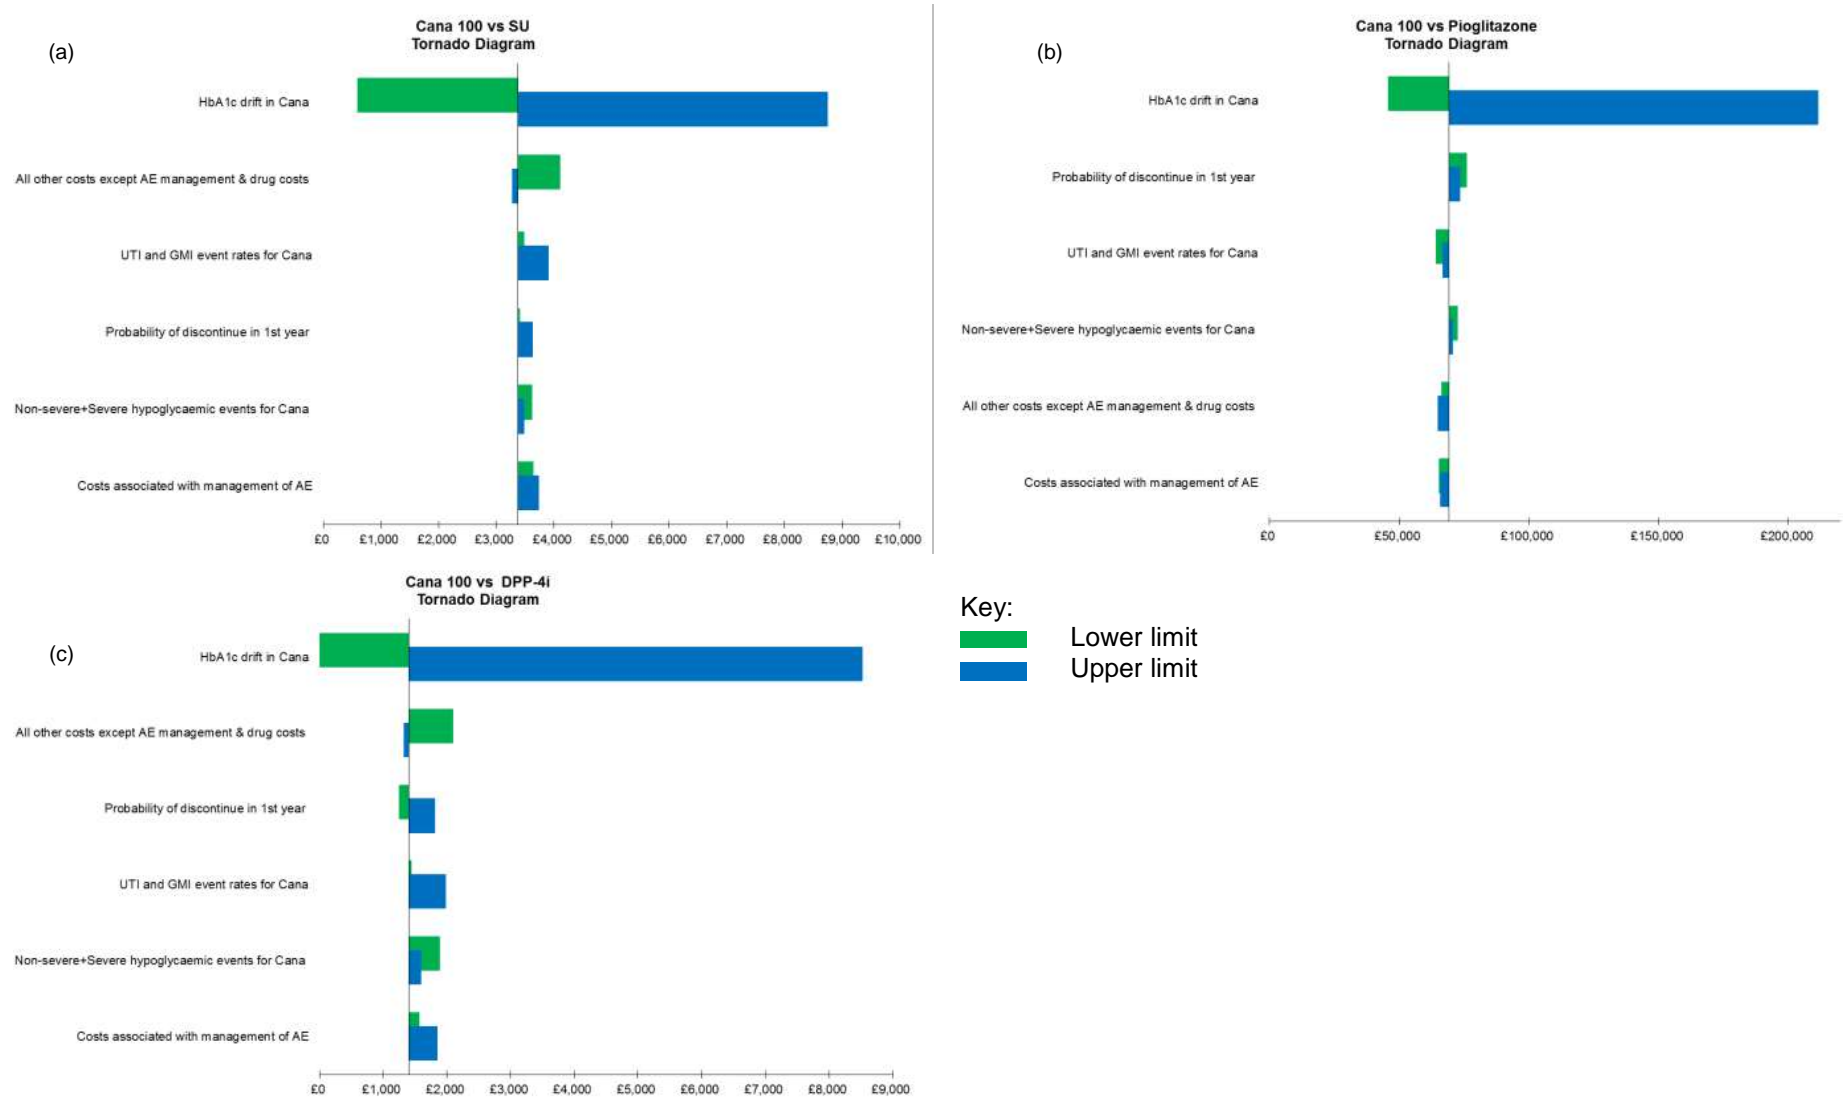 (a)
Cana 100 vs SU
Tornado Diagram
HbA1c drift in Cana
All other costs except AE management & drug costs
UTI and GMI event rates for Cana
Probability of discontinue in 1st year
Non-severe+Severe hypoglycaemic events for Cana
Costs associated with management of AE
£0 £1,000 £2,000 £3,000 £4,000 £5,000 £6,000 £7,000 £8,000 £9,000 £10,000
(b)
Cana 100 vs Pioglitazone
Tornado Diagram
HbA1c drift in Cana
Probability of discontinue in 1st year
UTI and GMI event rates for Cana
Non-severe+Severe hypoglycaemic events for Cana
All other costs except AE management & drug costs
Costs associated with management of AE
£0 £50,000 £100,000 £150,000 £200,000
(c)
Cana 100 vs DPP-4i
Tornado Diagram
HbA1c drift in Cana
All other costs except AE management & drug costs
Probability of discontinue in 1st year
UTI and GMI event rates for Cana
Non-severe+Severe hypoglycaemic events for Cana
Costs associated with management of AE
£0 £1,000 £2,000 £3,000 £4,000 £5,000 £6,000 £7,000 £8,000 £9,000
Key:
Lower limit
Upper limit